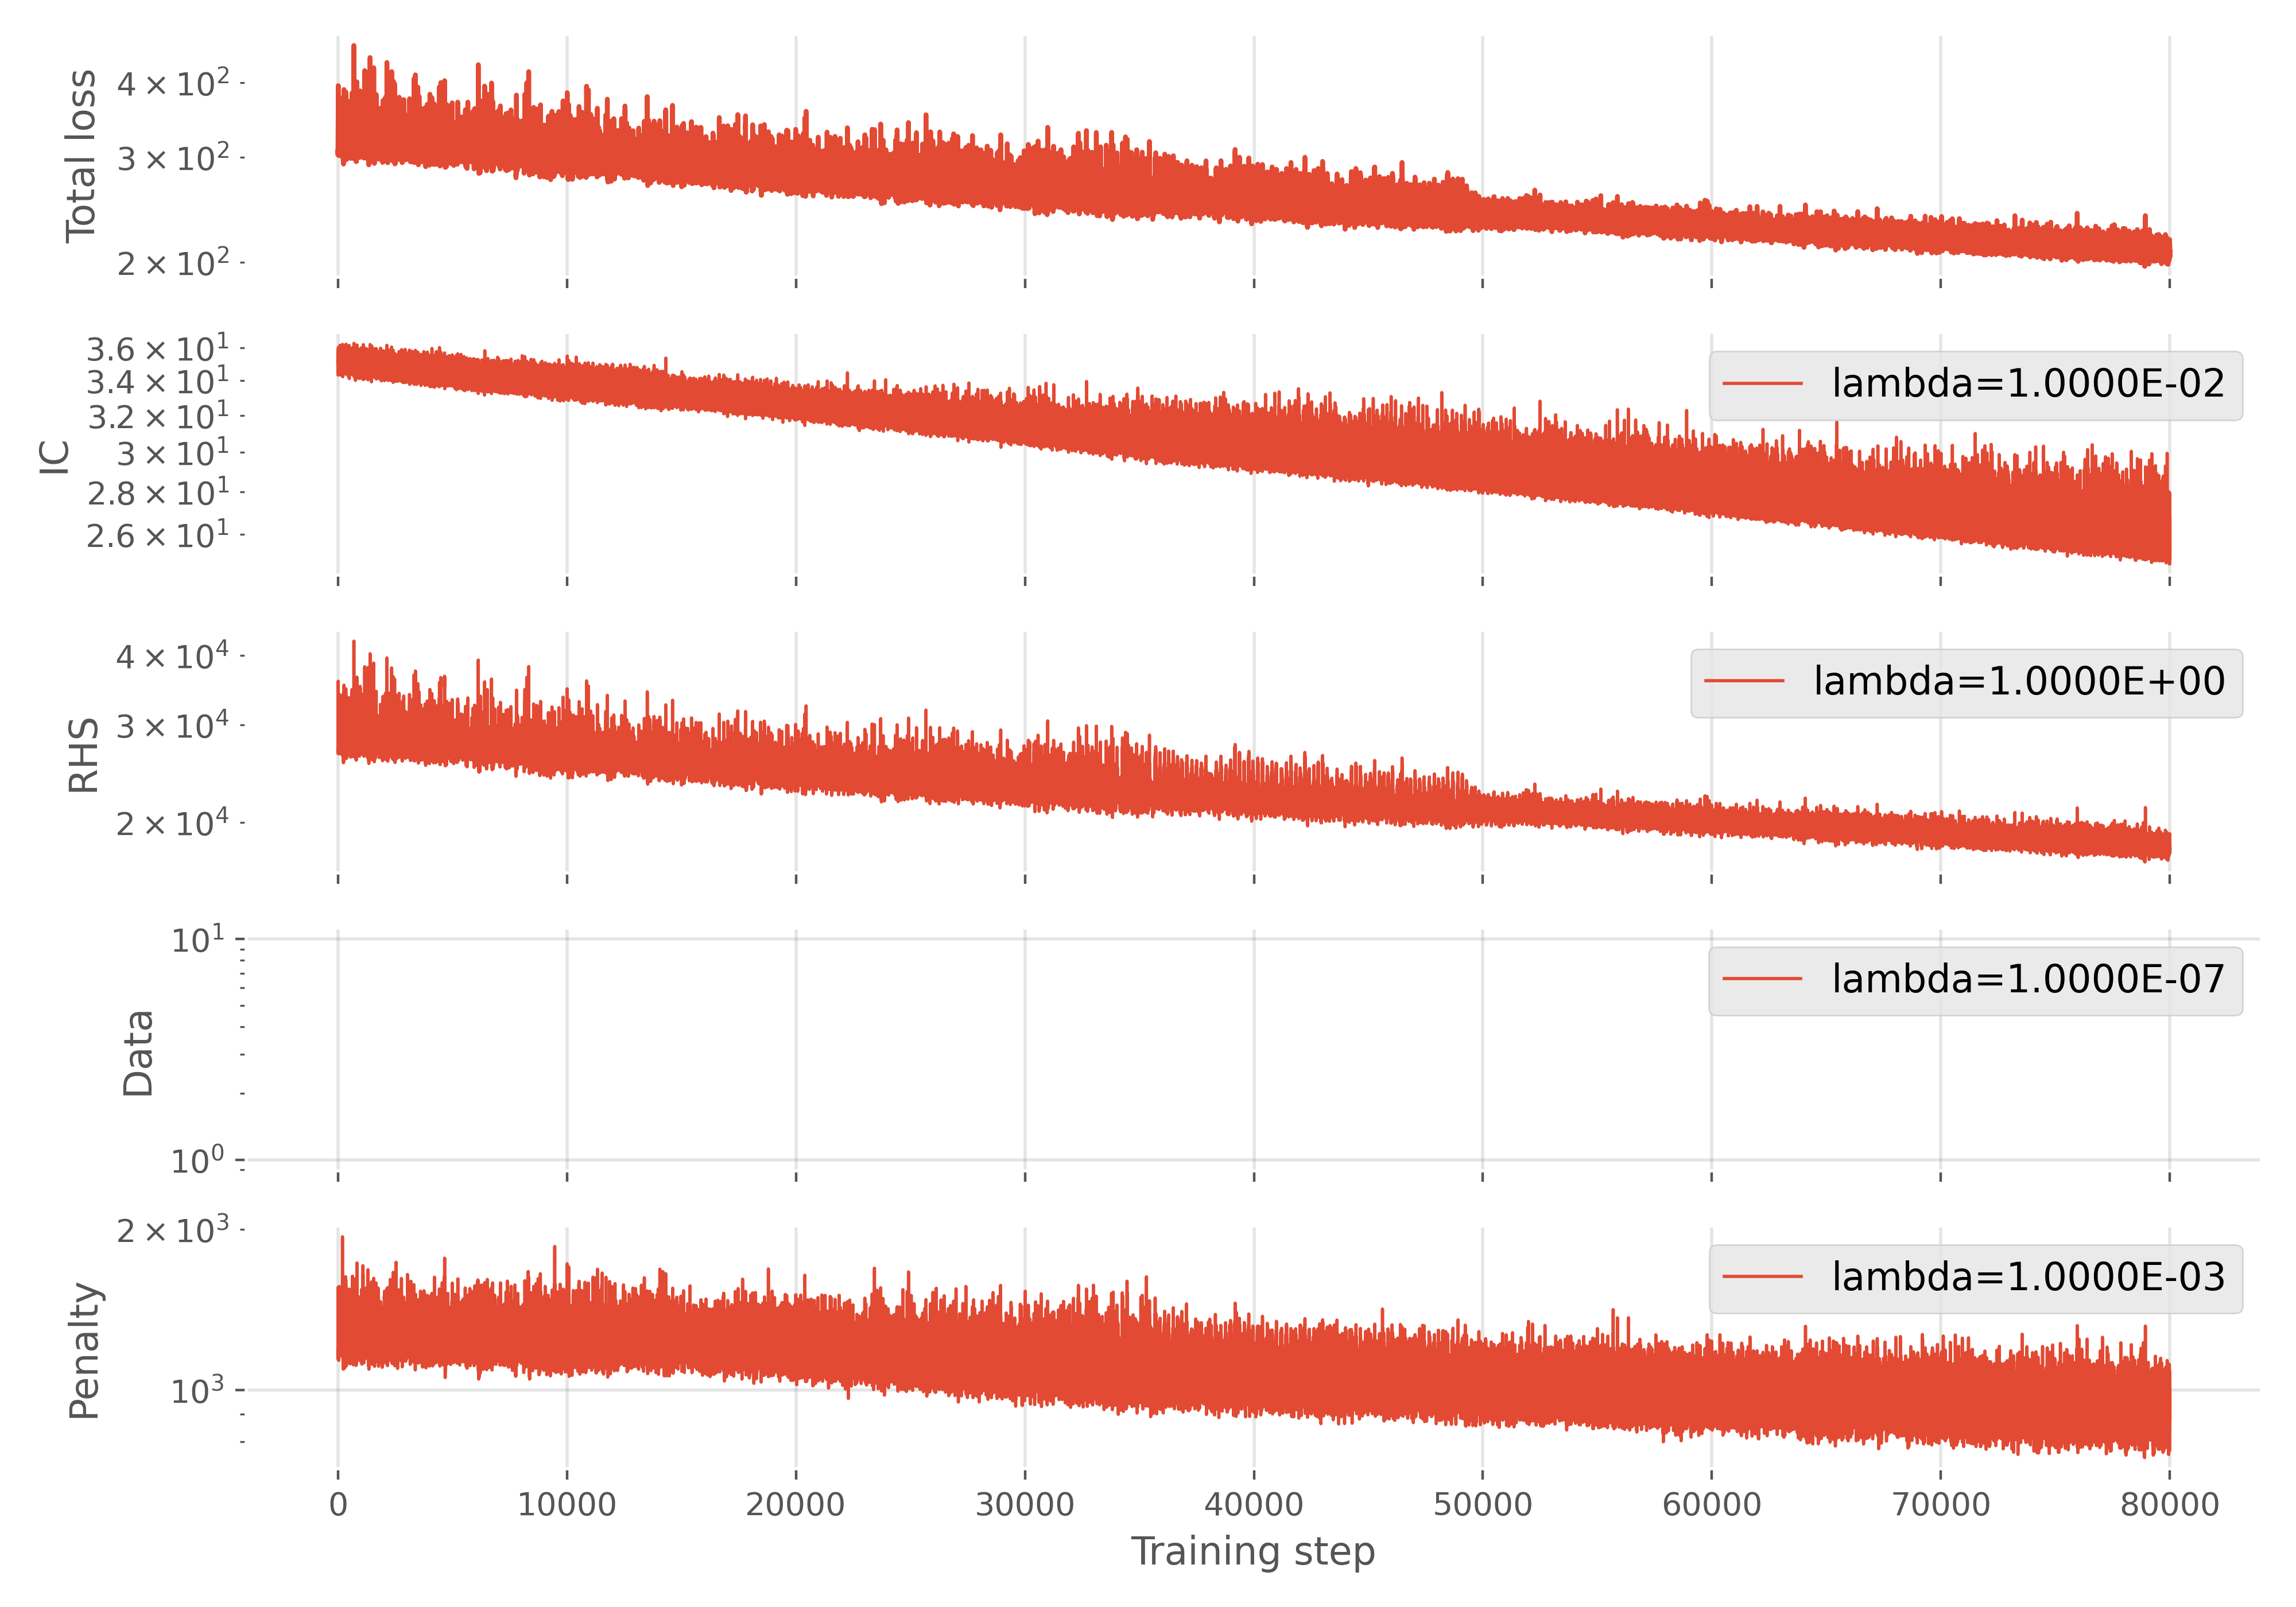 Total loss
4 × 10²
3 × 10²
2 × 10²
IC
3.6 × 10¹
3.4 × 10¹
3.2 × 10¹
3 × 10¹
2.8 × 10¹
2.6 × 10¹
lambda=1.0000E-02
RHS
4 × 10⁴
3 × 10⁴
2 × 10⁴
lambda=1.0000E+00
Data
10¹
10⁰
lambda=1.0000E-07
Penalty
2 × 10³
10³
lambda=1.0000E-03
0 10000 20000 30000 40000 50000 60000 70000 80000
Training step